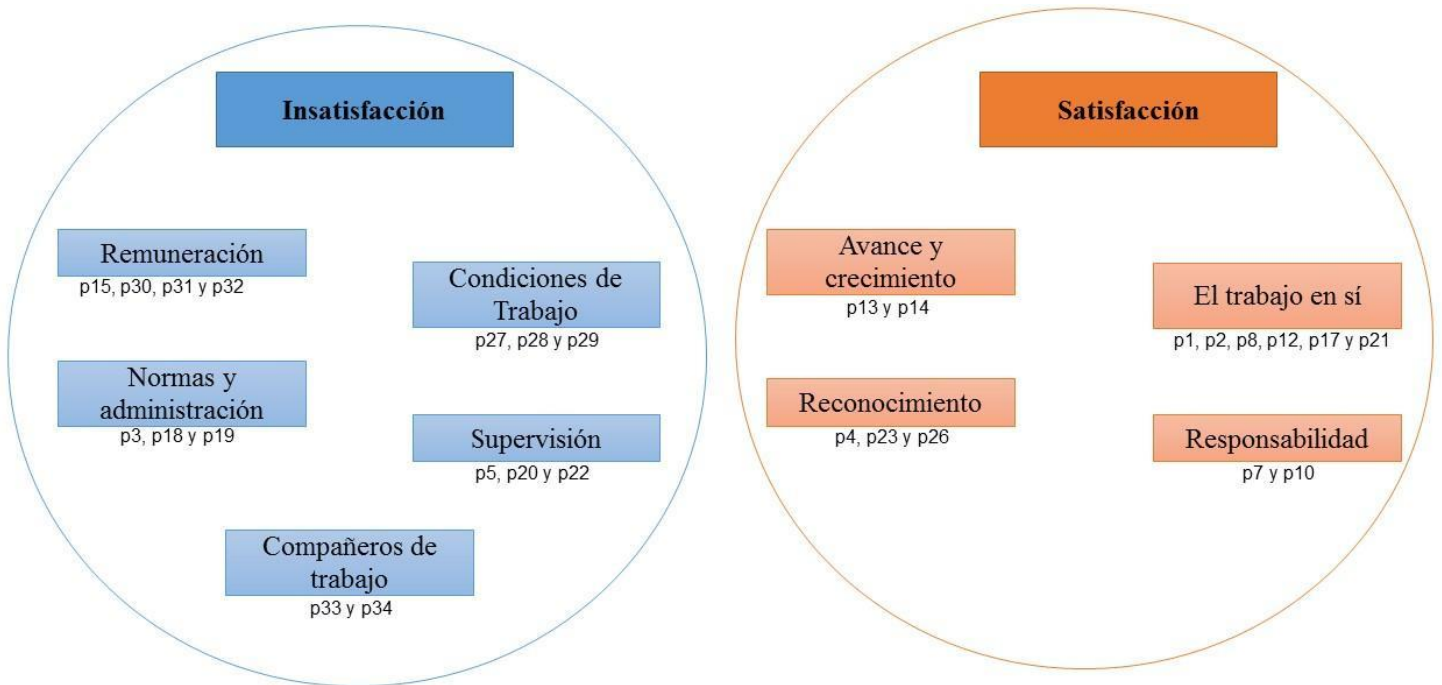 Insatisfacción
Remuneración
p15, p30, p31 y p32
Condiciones de
Trabajo
p27, p28 y p29
Normas y
administración
p3, p18 y p19
Supervisión
p5, p20 y p22
Compañeros de
trabajo
p33 y p34
Satisfacción
Avance y
crecimiento
p13 y p14
El trabajo en sí
p1, p2, p8, p12, p17 y p21
Reconocimiento
p4, p23 y p26
Responsabilidad
p7 y p10